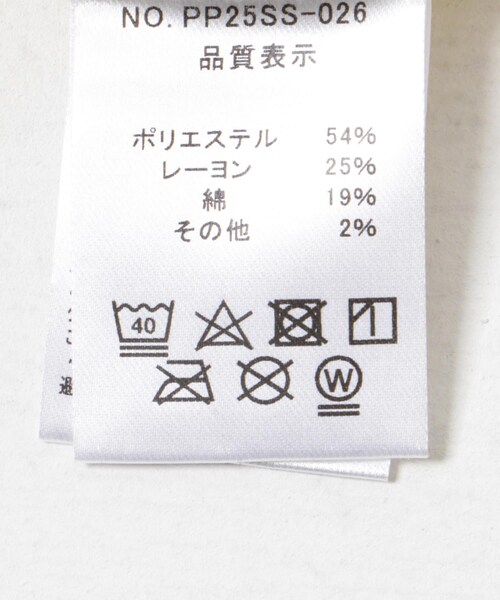 NO. PP25SS-026
品質表示
ポリエステル 54%
レーヨン 25%
綿 19%
その他 2%
40
W